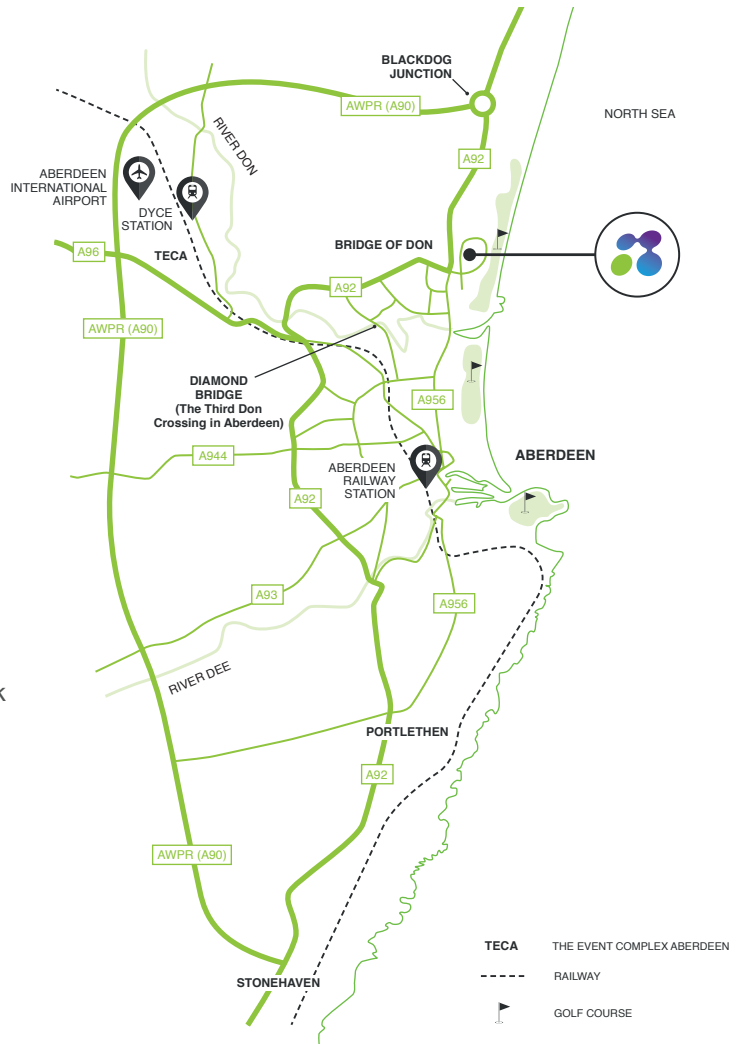 BLACKDOG
JUNCTION
AWPR (A90)
NORTH SEA
RIVER DON
A92
ABERDEEN
INTERNATIONAL
AIRPORT
DYCE
STATION
TECA
BRIDGE OF DON
A96
A92
AWPR (A90)
DIAMOND
BRIDGE
(The Third Don
Crossing in Aberdeen)
A956
A944
ABERDEEN
RAILWAY
STATION
ABERDEEN
A92
A93
A956
RIVER DEE
K
PORTLETHEN
A92
AWPR (A90)
STONEHAVEN
TECA THE EVENT COMPLEX ABERDEEN
RAILWAY
GOLF COURSE